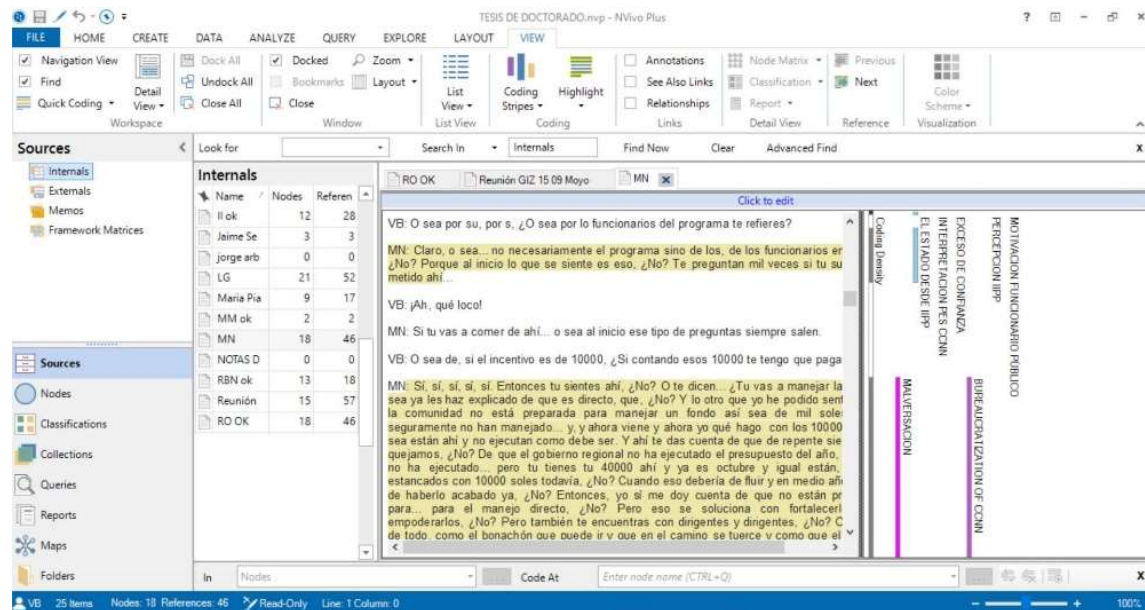 TESIS DE DOCTORADO.nvp - NVivo Plus
FILE HOME CREATE DATA ANALYZE QUERY EXPLORE LAYOUT VIEW
Navigation View
Find
Quick Coding
Detail View
Workspace
Dock All
Undock All
Close All
Docked
Bookmarks
Close
Zoom
Layout
Window
List View
List View
Coding Stripes
Highlight
Coding
Annotations
See Also Links
Relationships
Links
Node Matrix
Classification
Report
Detail View
Previous
Next
Reference
Color Scheme
Visualization
Sources
Internals
Externals
Memos
Framework Matrices
Look for Search In Internals Find Now Clear Advanced Find X
Internals
Name Nodes Referen
II ok 12 28
Jaime Se 3 3
jorge arb 0 0
LG 21 52
Maria Pia 9 17
MM ok 2 2
MN 18 46
NOTAS D 0 0
RBN ok 13 18
Reunión 15 57
RO OK 18 46
RO OK Reunión GIZ 15 09 Moyo MN
Click to edit
VB: O sea por su, por s, ¿O sea por lo funcionarios del programa te refieres?
MN: Claro, o sea... no necesariamente el programa sino de los, de los funcionarios er
¿No? Porque al inicio lo que se siente es eso, ¿No? Te preguntan mil veces si tu su
metido ahí...
VB: ¡Ah, qué loco!
MN: Si tu vas a comer de ahí... o sea al inicio ese tipo de preguntas siempre salen.
VB: O sea de, si el incentivo es de 10000, ¿Si contando esos 10000 te tengo que paga
MN: Sí, sí, sí, sí, sí. Entonces tu sientes ahí, ¿No? O te dicen... ¿Tu vas a manejar la
sea ya les haz explicado de que es directo, que, ¿No? Y lo otro que yo he podido sent
la comunidad no está preparada para manejar un fondo así sea de mil sole
seguramente no han manejado... y, y ahora viene y ahora yo qué hago con los 10000
sea están ahí y no ejecutan como debe ser. Y ahí te das cuenta de que de repente sie
quejamos, ¿No? De que el gobierno regional no ha ejecutado el presupuesto del año,
no ha ejecutado... pero tu tienes tu 40000 ahí y ya es octubre y igual están,
estancados con 10000 soles todavía, ¿No? Cuando eso debería de fluir y en medio añ
de haberlo acabado ya, ¿No? Entonces, yo sí me doy cuenta de que no están pr
para... para el manejo directo, ¿No? Pero eso se soluciona con fortalecerl
empoderarlos, ¿No? Pero también te encuentras con dirigentes y dirigentes, ¿No? C
de todo, como el bonachón que puede ir y que en el camino se tuerce y como que el
Coding Density
EL ESTADO DESDE IIPP
INTERPRETACION PES CCNN
EXCESO DE CONFIANZA
PERCEPCION IIPP
MOTIVACION FUNCIONARIO PÚBLICO
MALVERSACION
BUREAUCRATIZATION OF CCNN
Sources
Nodes
Classifications
Collections
Queries
Reports
Maps
Folders
In Nodes Code At Enter node name (CTRL+Q) X
VB 25 Items Nodes: 18 References: 46 Read-Only Line: 1 Column: 0 100%